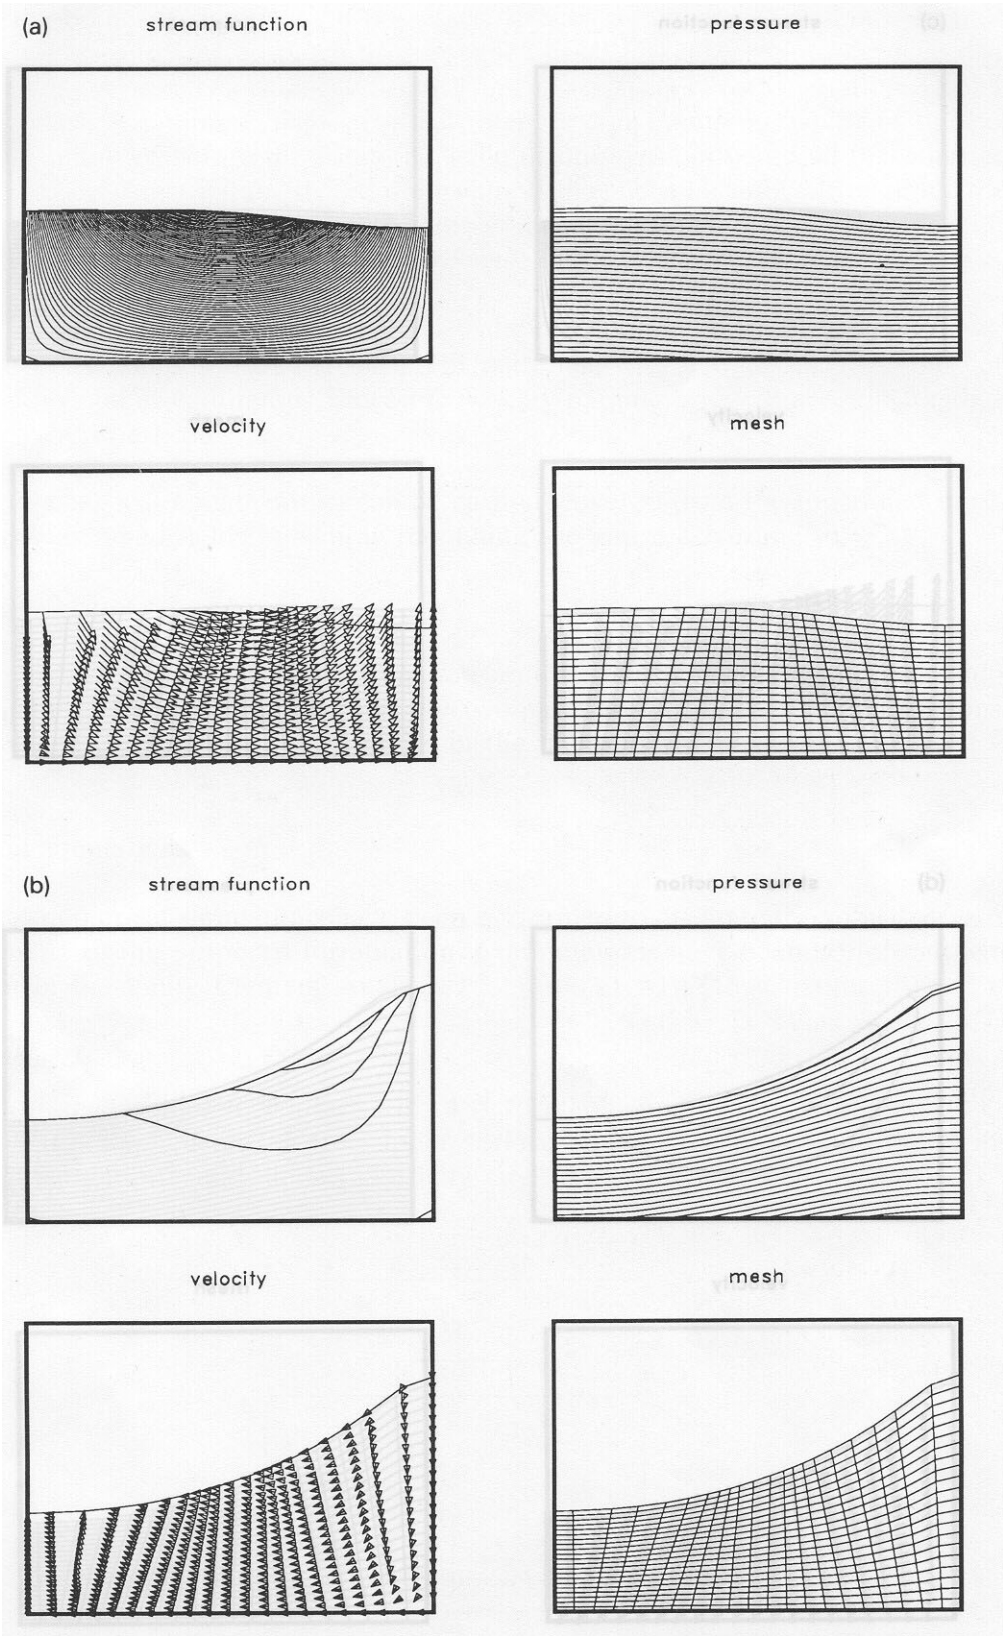 (a) stream function pressure
velocity mesh
(b) stream function pressure
velocity mesh